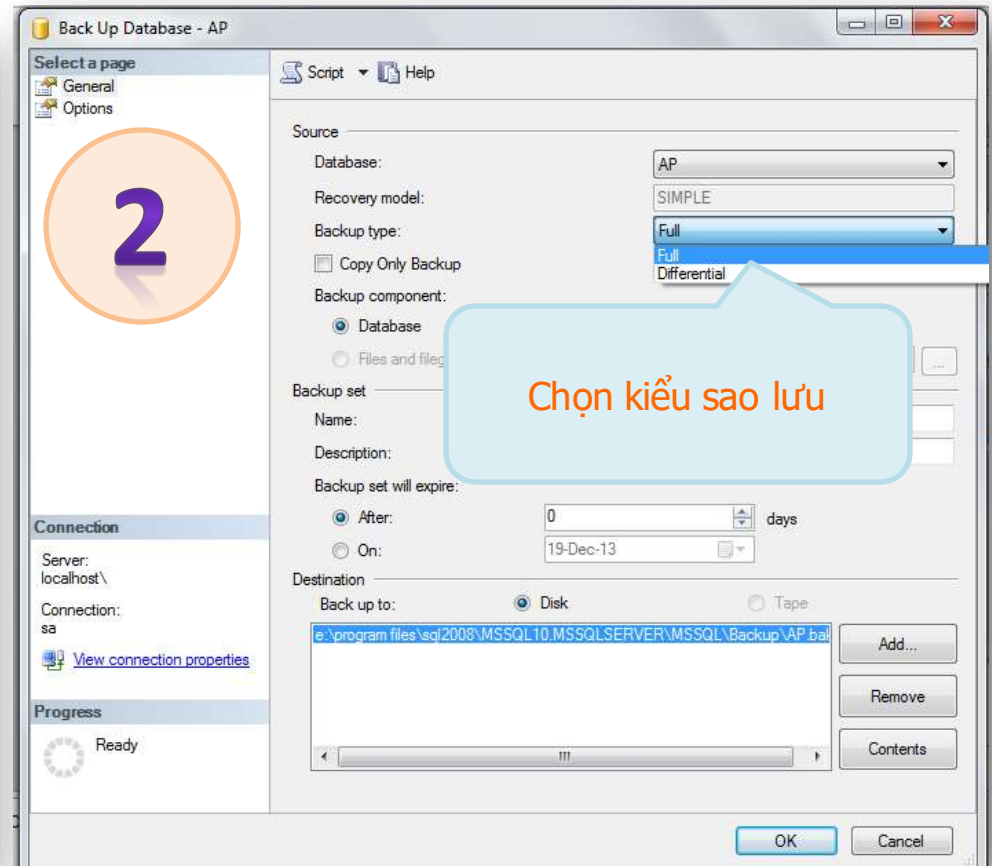 Back Up Database - AP
Select a page
General
Options
Script
Help
2
Source
Database:
AP
Recovery model:
SIMPLE
Backup type:
Full
Full
Differential
Copy Only Backup
Backup component:
Database
Files and
...
Chọn kiểu sao lưu
Backup set
Name:
Description:
Backup set will expire:
After:
0
days
On:
19-Dec-13
Connection
Server:
localhost\
Connection:
sa
View connection properties
Progress
Ready
Destination
Back up to:
Disk
Tape
e:\program files\sql2008\MSSQL10.MSSQLSERVER\MSSQL\Backup\AP.bak
Add...
Remove
Contents
OK
Cancel